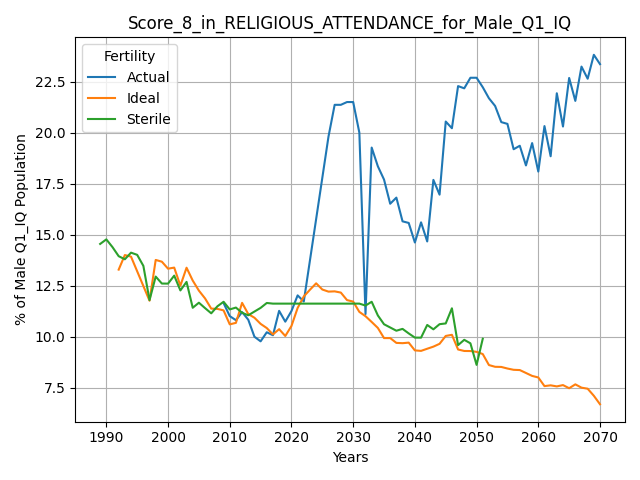 Score_8_in_RELIGIOUS_ATTENDANCE_for_Male_Q1_IQ
Fertility
Actual
Ideal
Sterile
% of Male Q1_IQ Population
22.5
20.0
17.5
15.0
12.5
10.0
7.5
1990 2000 2010 2020 2030 2040 2050 2060 2070
Years